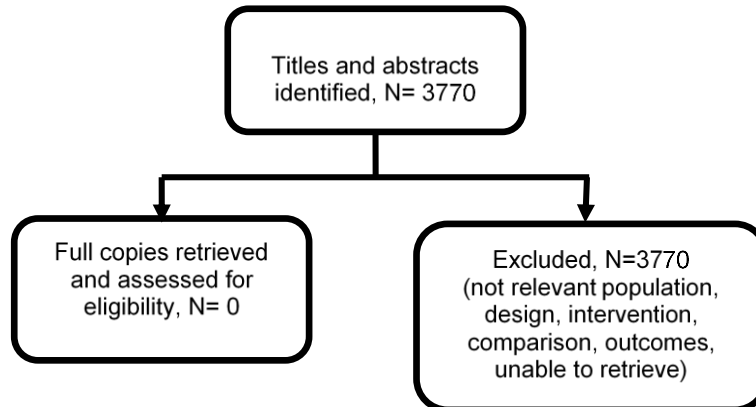 Titles and abstracts
identified, N= 3770
Full copies retrieved
and assessed for
eligibility, N= 0
Excluded, N=3770
(not relevant population,
design, intervention,
comparison, outcomes,
unable to retrieve)